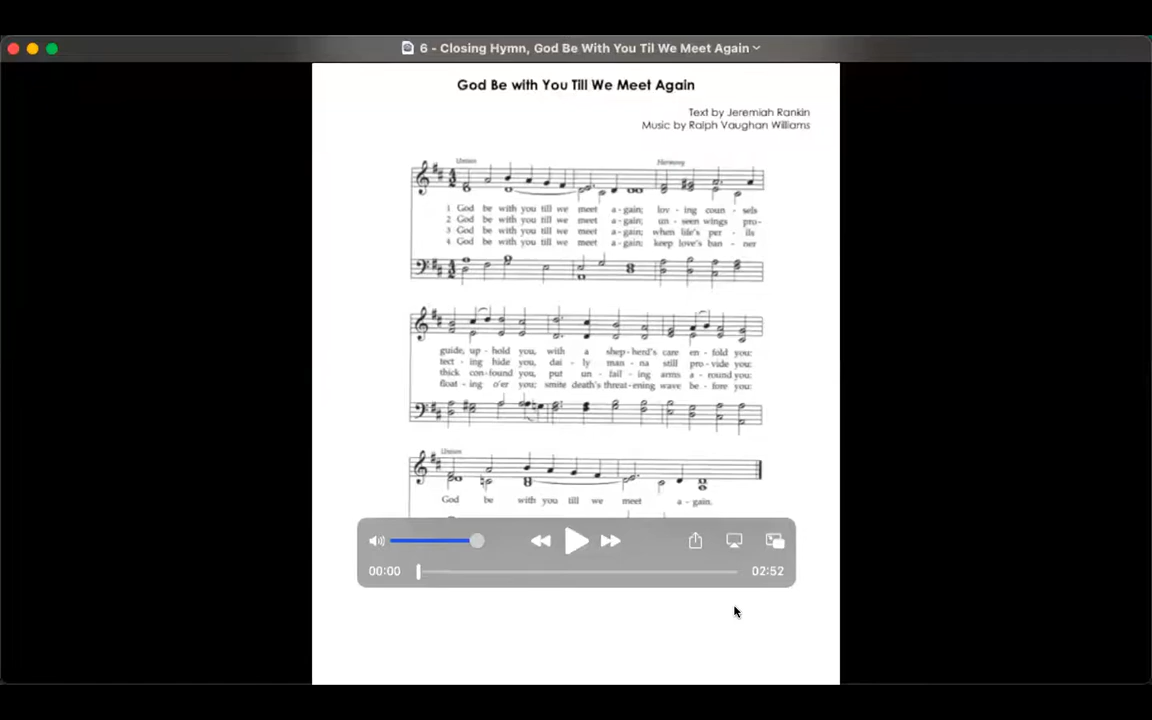 6 - Closing Hymn, God Be With You Til We Meet Again
God Be with You Till We Meet Again
Text by Jeremiah Rankin
Music by Ralph Vaughan Williams
Unison Harmony
1 God be with you till we meet a - gain; lov - ing coun - sels
2 God be with you till we meet a - gain; un - seen wings pro-
3 God be with you till we meet a - gain; when life's per - ils
4 God be with you till we meet a - gain; keep love's ban - ner
guide, up - hold you, with a shep - herd's care en - fold you:
tect - ing hide you, dai - ly man - na still pro - vide you:
thick con - found you, put un - fail - ing arms a - round you:
float - ing o'er you; smite death's threat - ening wave be - fore you:
Unison
God be with you till we meet a - gain.
00:00 02:52